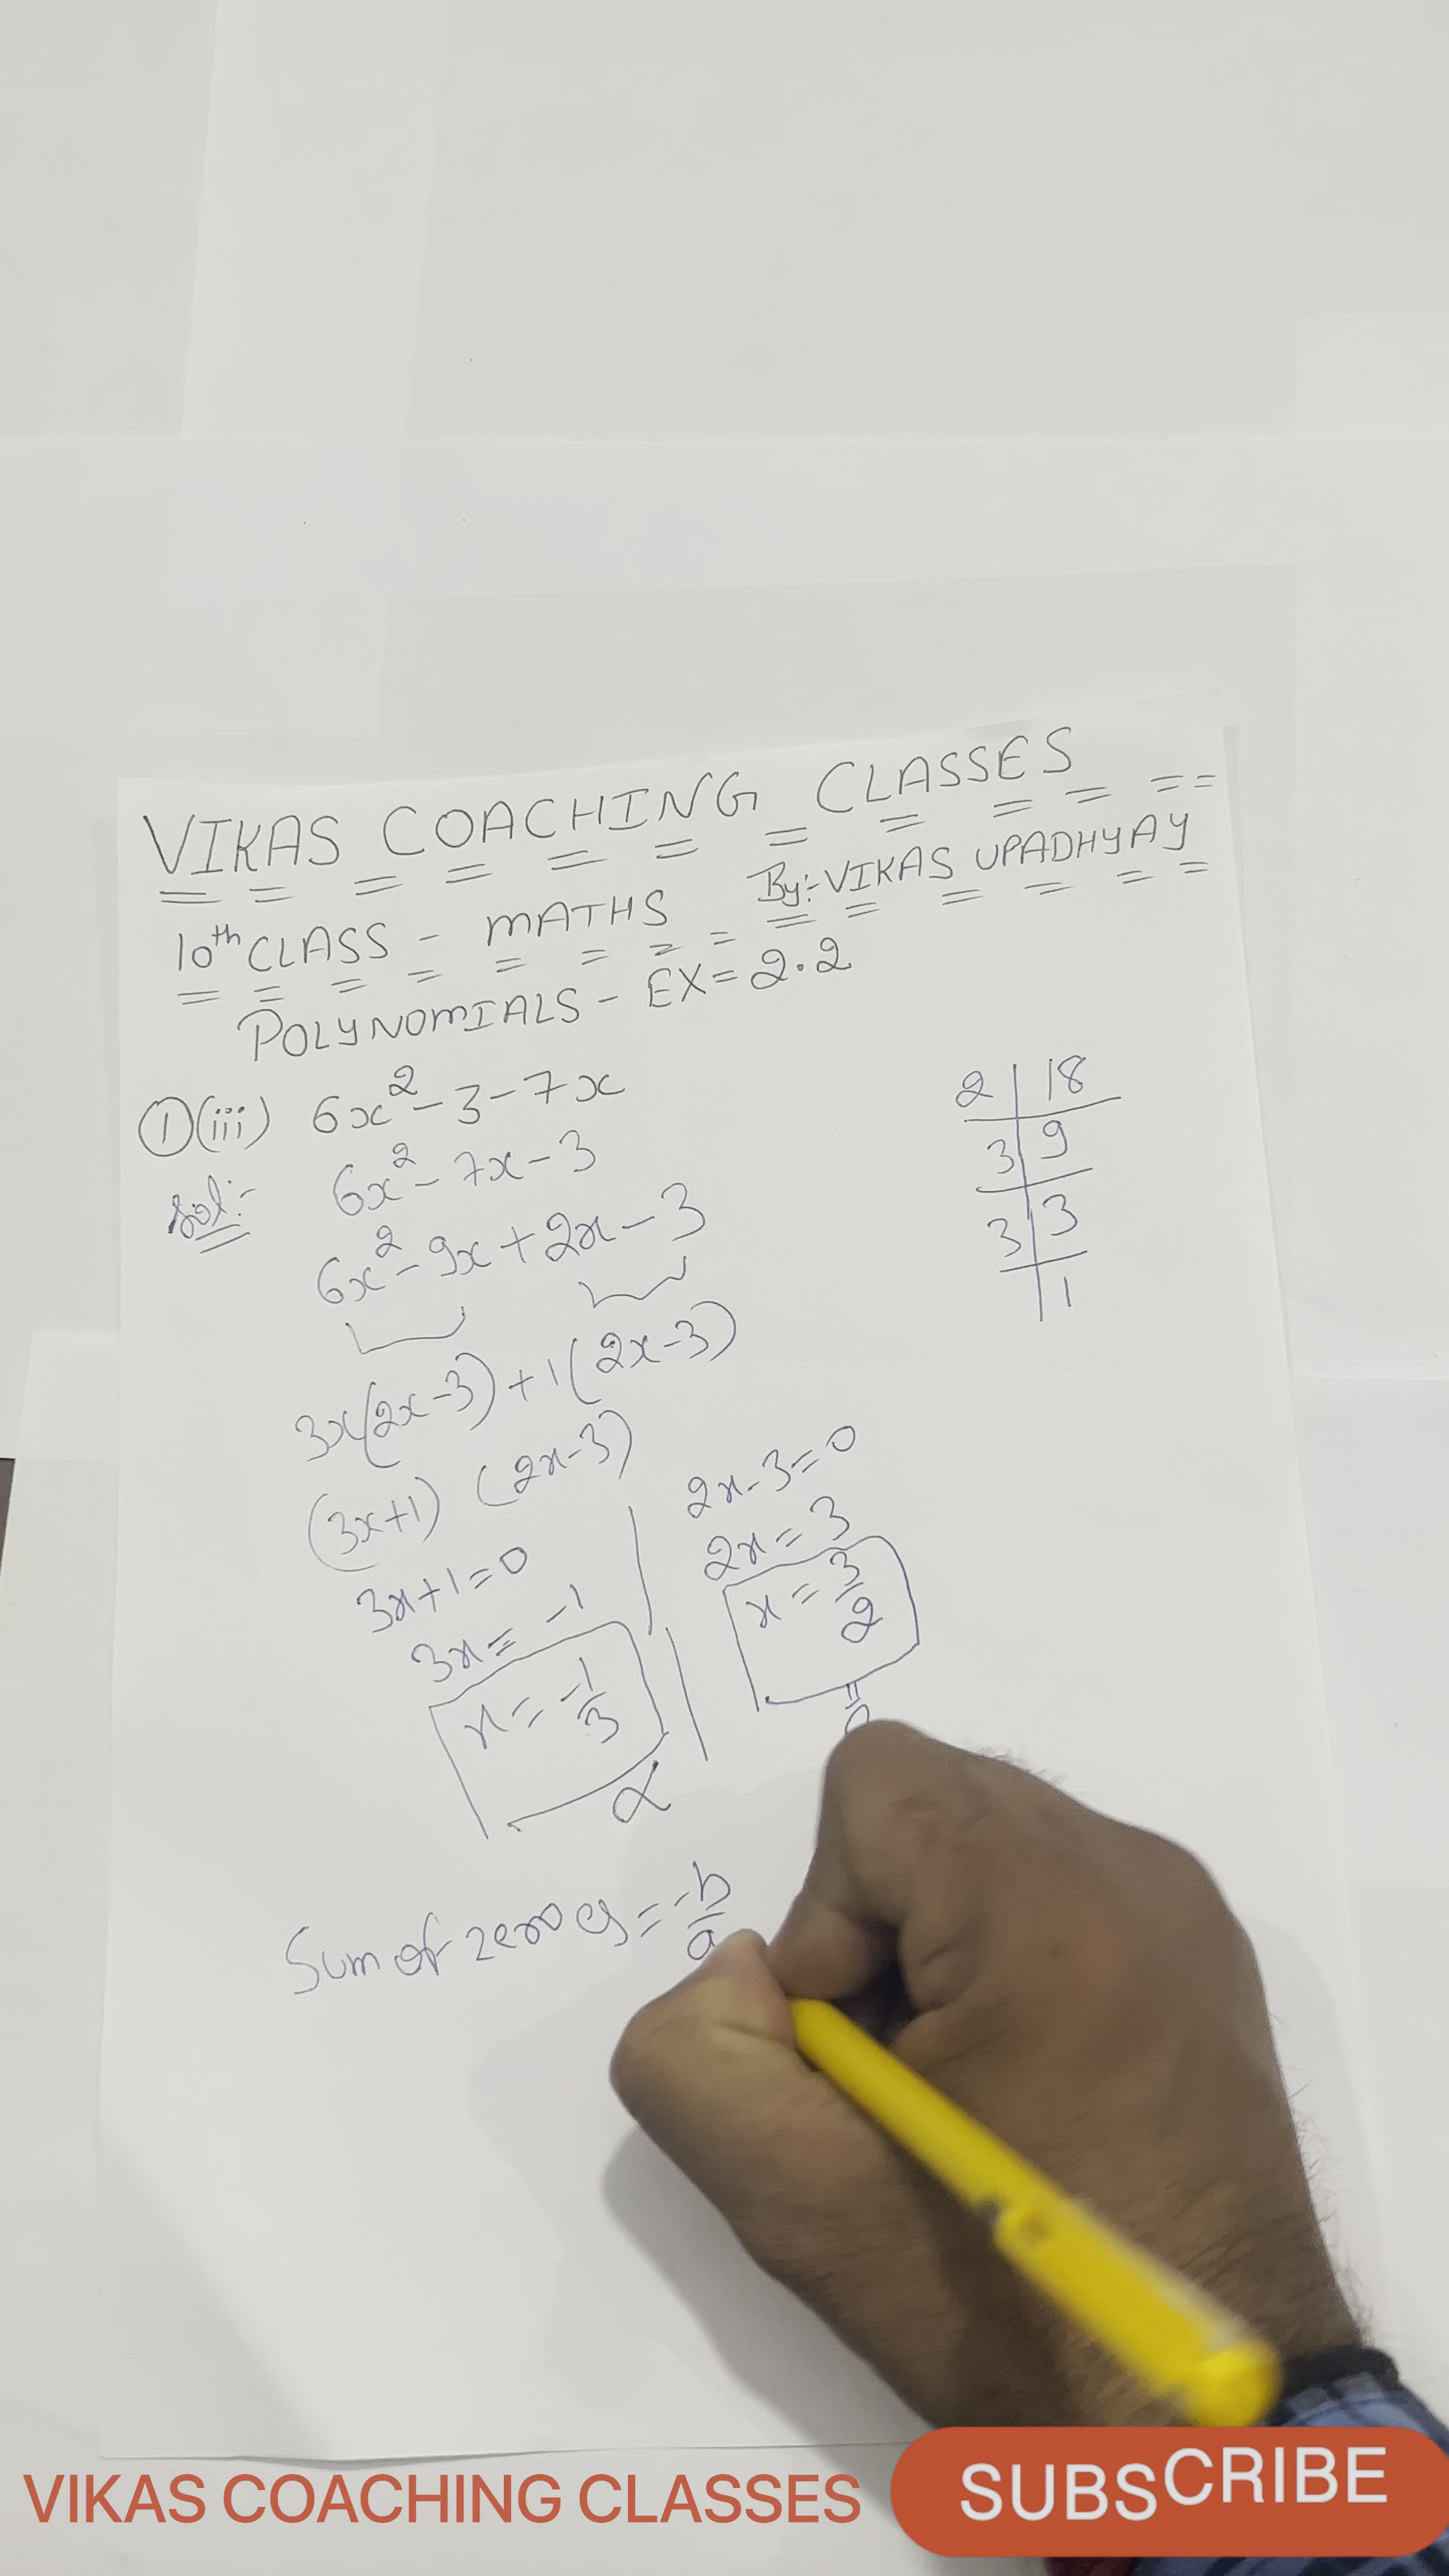 VIKAS COACHING CLASSES
10th CLASS - MATHS By:- VIKAS UPADHYAY
POLYNOMIALS - EX = 2.2
①(iii) 6x² - 3 - 7x
Sol:- 6x² - 7x - 3
6x² - 9x + 2x - 3
3x(2x-3) + 1(2x-3)
(3x+1) (2x-3)
3x+1=0
3x = -1
x = -1/3
α
2x-3=0
2x = 3
x = 3/2
Sum of zeroes = -b/a
2 | 18
3 | 9
3 | 3
| 1
VIKAS COACHING CLASSES
SUBSCRIBE